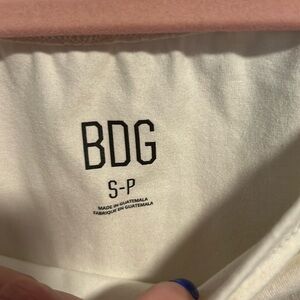 BDG
S-P
MADE IN GUATEMALA
FABRIQUÉ EN GUATEMALA